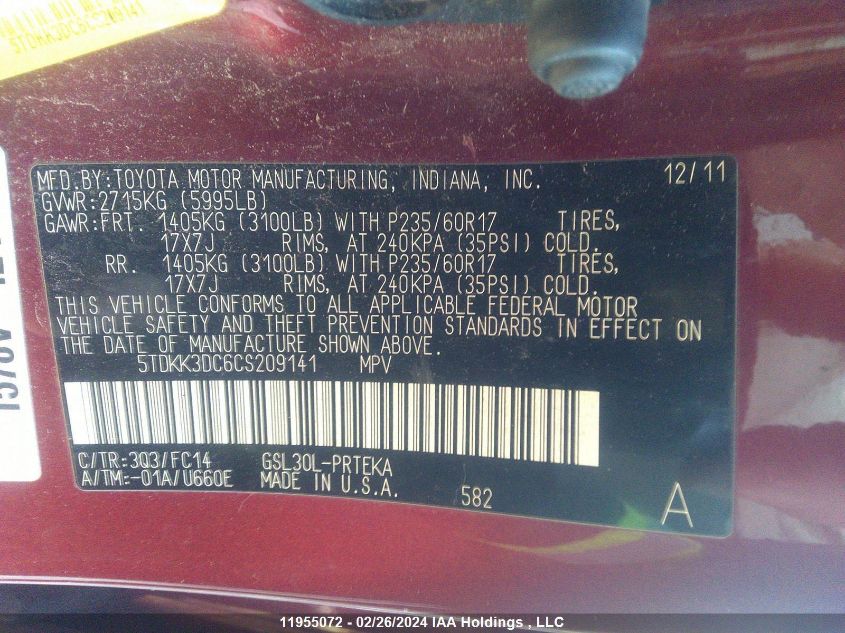 5TDKK3DC6CS209141
MFD.BY:TOYOTA MOTOR MANUFACTURING, INDIANA, INC. 12/11
GVWR:2715KG (5995LB)
GAWR:FRT. 1405KG (3100LB) WITH P235/60R17 TIRES,
17X7J RIMS, AT 240KPA (35PSI) COLD.
RR. 1405KG (3100LB) WITH P235/60R17 TIRES,
17X7J RIMS, AT 240KPA (35PSI) COLD.
THIS VEHICLE CONFORMS TO ALL APPLICABLE FEDERAL MOTOR
VEHICLE SAFETY AND THEFT PREVENTION STANDARDS IN EFFECT ON
THE DATE OF MANUFACTURE SHOWN ABOVE.
5TDKK3DC6CS209141 MPV
C/TR:3Q3/FC14 GSL30L-PRTEKA
A/TM:-01A/U660E MADE IN U.S.A.
582 A
11955072 - 02/26/2024 IAA Holdings , LLC